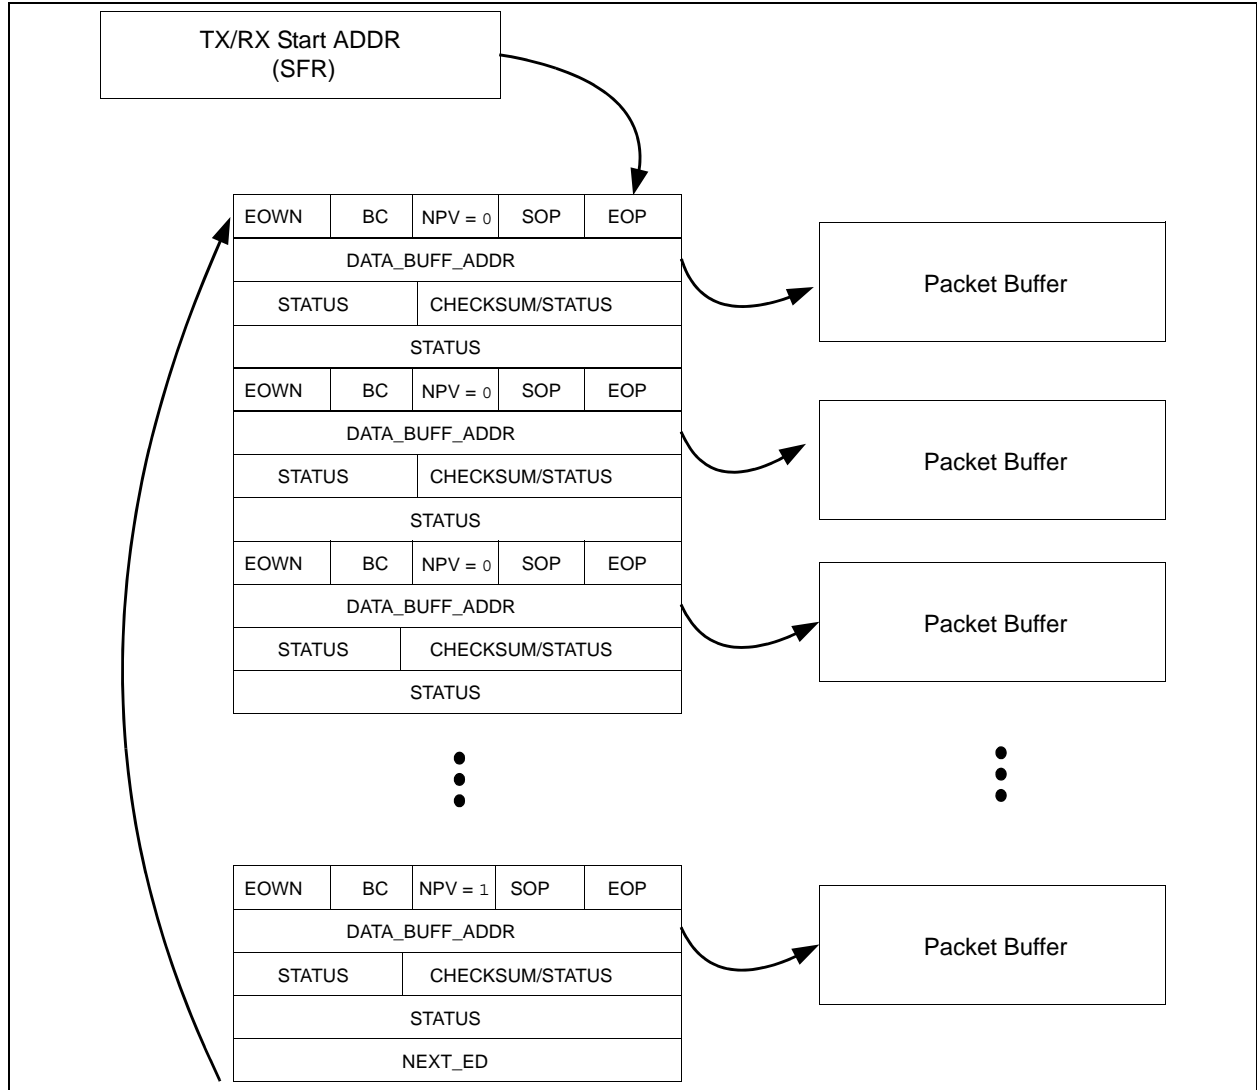 TX/RX Start ADDR
(SFR)
EOWN BC NPV = 0 SOP EOP
DATA_BUFF_ADDR
Packet Buffer
STATUS CHECKSUM/STATUS
STATUS
EOWN BC NPV = 0 SOP EOP
DATA_BUFF_ADDR
Packet Buffer
STATUS CHECKSUM/STATUS
STATUS
EOWN BC NPV = 0 SOP EOP
DATA_BUFF_ADDR
Packet Buffer
STATUS CHECKSUM/STATUS
STATUS
EOWN BC NPV = 1 SOP EOP
DATA_BUFF_ADDR
Packet Buffer
STATUS CHECKSUM/STATUS
STATUS
NEXT_ED